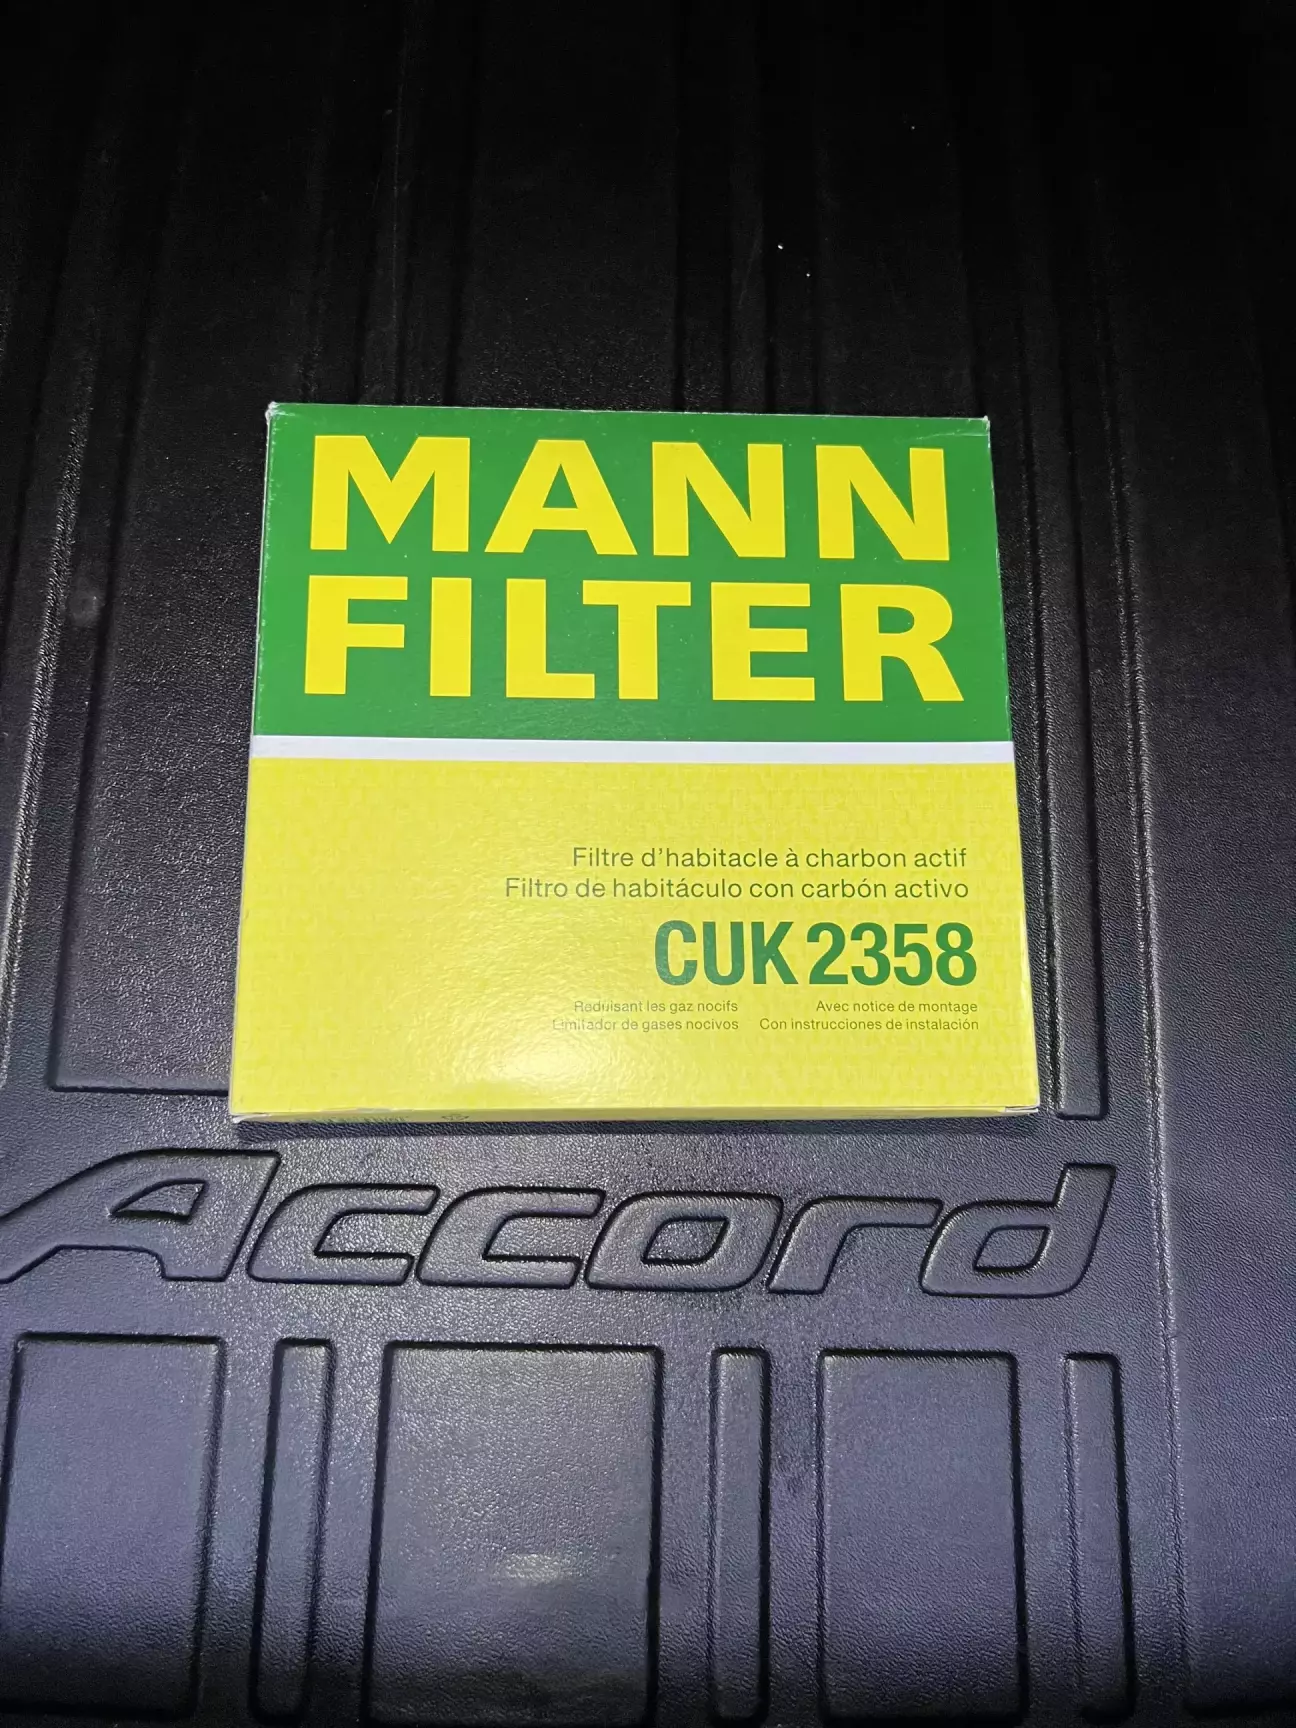 MANN
FILTER
Filtre d'habitacle à charbon actif
Filtro de habitáculo con carbón activo
CUK 2358
Reduisant les gaz nocifs Avec notice de montage
Limitador de gases nocivos Con instrucciones de instalación
Accord